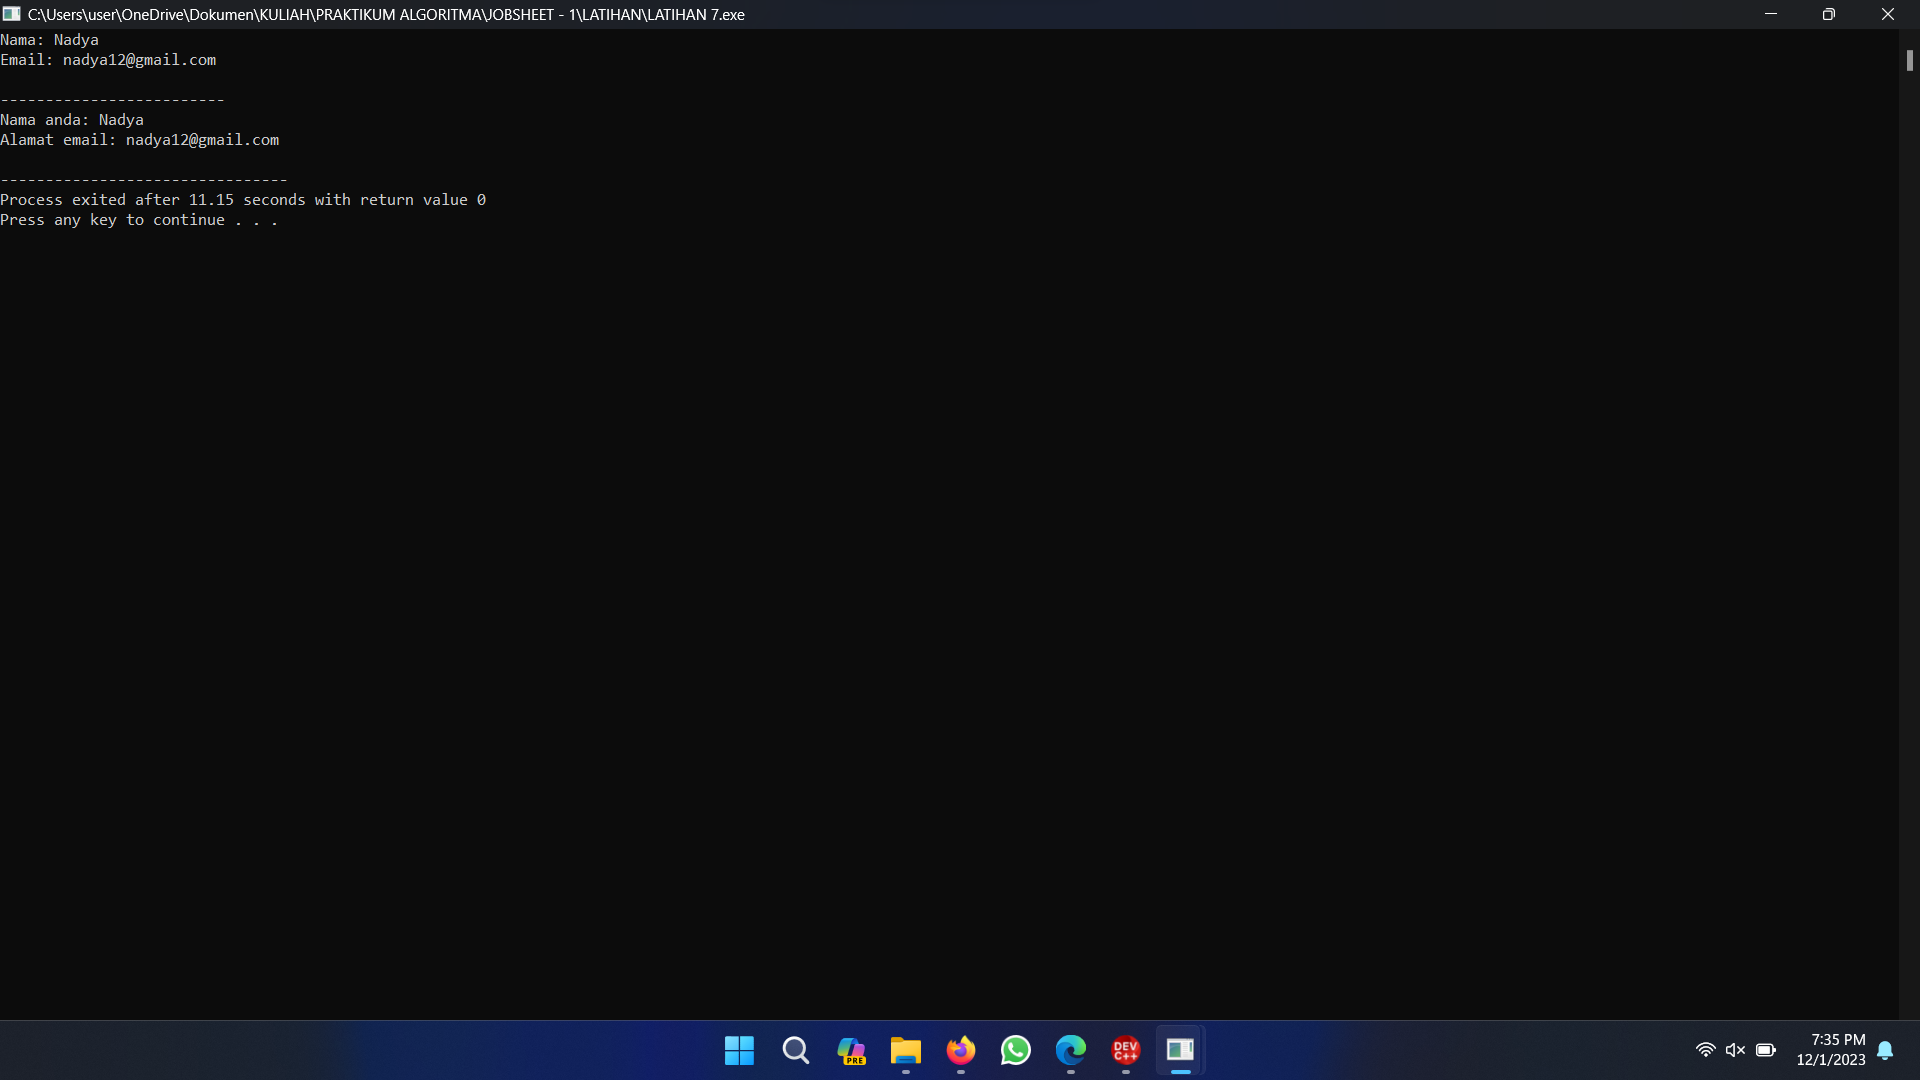 C:\Users\user\OneDrive\Dokumen\KULIAH\PRAKTIKUM ALGORITMA\JOBSHEET - 1\LATIHAN\LATIHAN 7.exe
Nama: Nadya
Email: nadya12@gmail.com
-------------------------
Nama anda: Nadya
Alamat email: nadya12@gmail.com
--------------------------------
Process exited after 11.15 seconds with return value 0
Press any key to continue . . .
PRE
DEV
C++
7:35 PM
12/1/2023